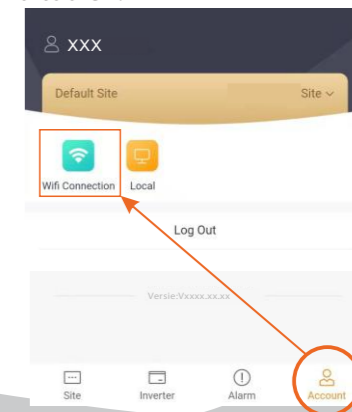 XXX
Default Site Site
Wifi Connection Local
Log Out
Versie:Vxxxx.xx.xx
Site Inverter Alarm Account